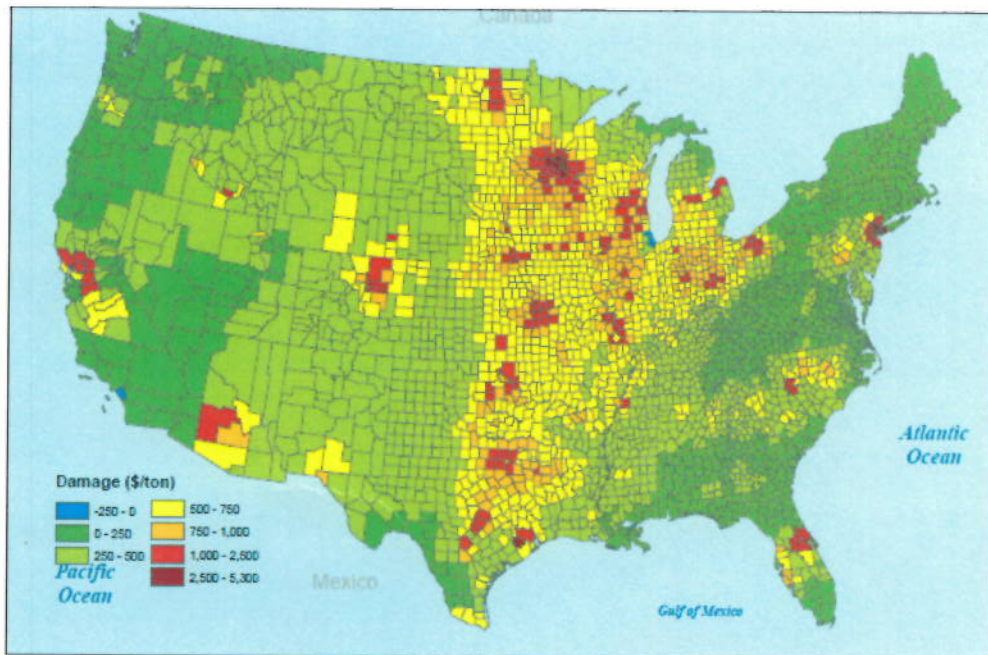 Canada
Atlantic
Ocean
Damage ($/ton)
-250 - 0
0 - 250
250 - 500
500 - 750
750 - 1,000
1,000 - 2,500
2,500 - 5,300
Pacific
Ocean
Mexico
Gulf of Mexico